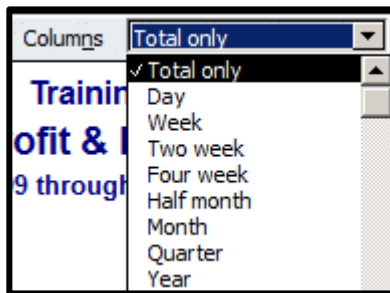 Columns Total only
✓ Total only
Day
Week
Two week
Four week
Half month
Month
Quarter
Year
ofit &
9 through